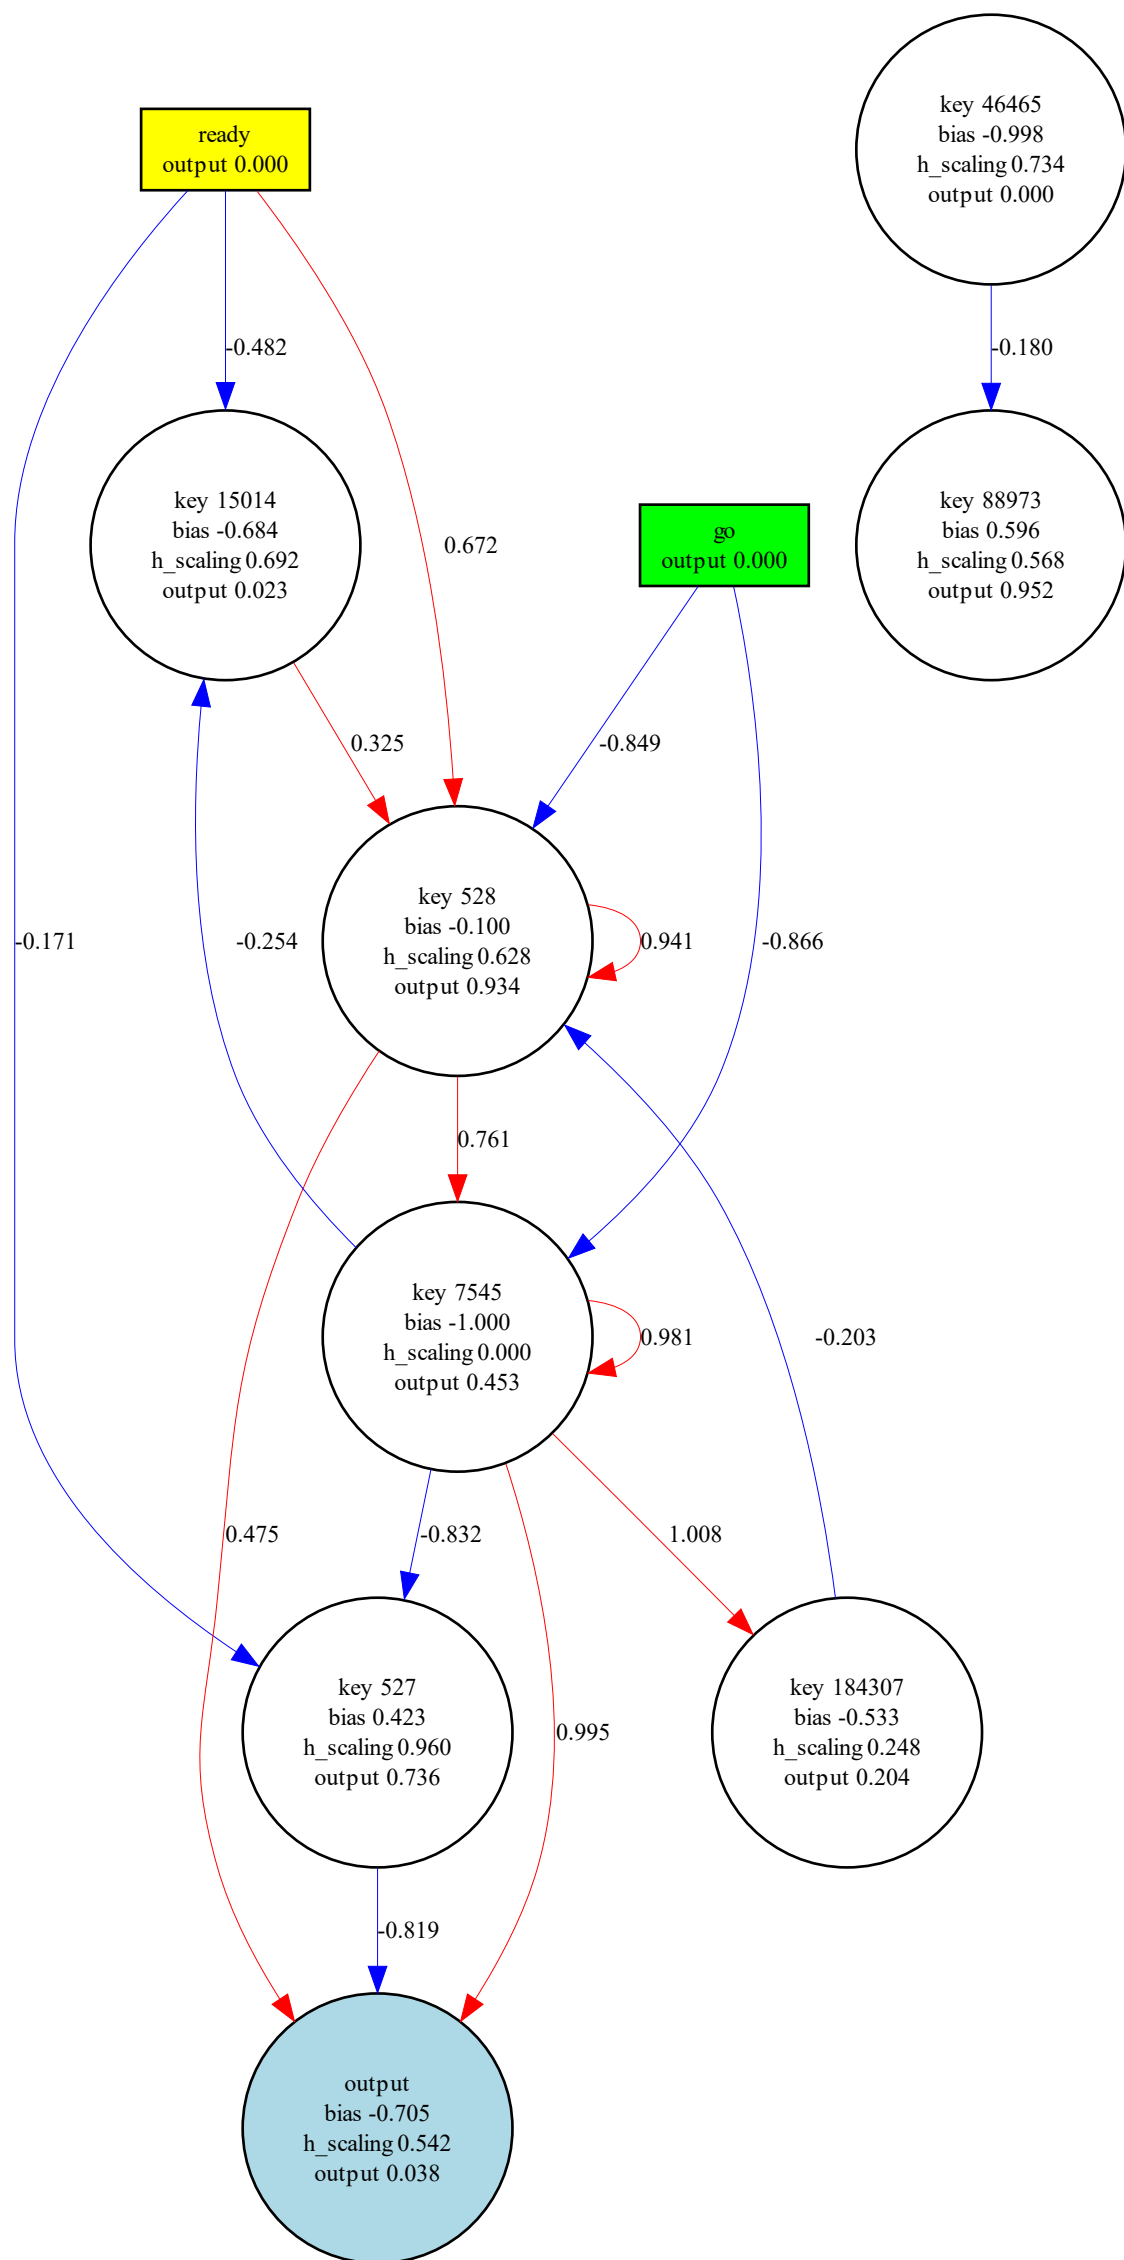 key 46465
bias -0.998
h_scaling 0.734
output 0.000
ready
output 0.000
-0.482
-0.180
key 15014
bias -0.684
h_scaling 0.692
output 0.023
0.672
go
output 0.000
key 88973
bias 0.596
h_scaling 0.568
output 0.952
0.325
-0.849
-0.171
-0.254
key 528
bias -0.100
h_scaling 0.628
output 0.934
0.941
-0.866
0.761
key 7545
bias -1.000
h_scaling 0.000
output 0.453
0.981
-0.203
0.475
-0.832
1.008
key 527
bias 0.423
h_scaling 0.960
output 0.736
0.995
key 184307
bias -0.533
h_scaling 0.248
output 0.204
-0.819
output
bias -0.705
h_scaling 0.542
output 0.038